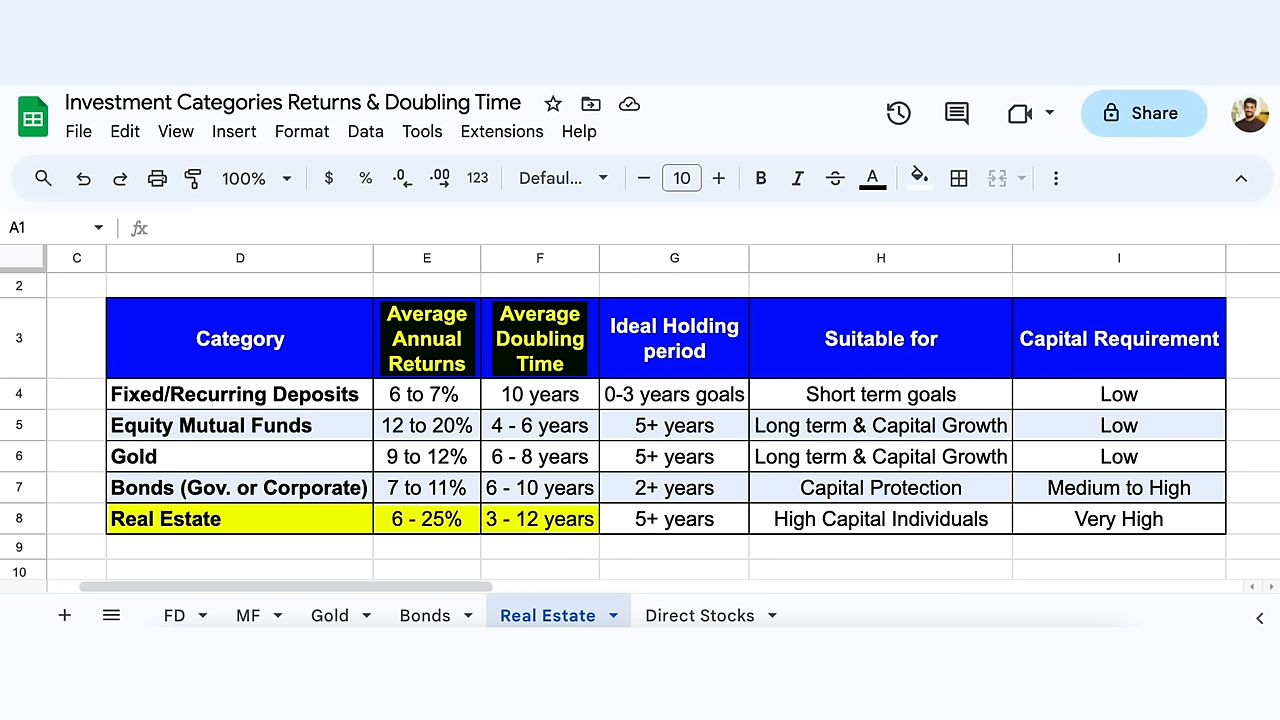 Investment Categories Returns & Doubling Time
File Edit View Insert Format Data Tools Extensions Help
Share
100% $ % .0 .00 123 Defaul... 10 B I S A
A1 fx
C D E F G H I
2
3 Category Average Annual Returns Average Doubling Time Ideal Holding period Suitable for Capital Requirement
4 Fixed/Recurring Deposits 6 to 7% 10 years 0-3 years goals Short term goals Low
5 Equity Mutual Funds 12 to 20% 4 - 6 years 5+ years Long term & Capital Growth Low
6 Gold 9 to 12% 6 - 8 years 5+ years Long term & Capital Growth Low
7 Bonds (Gov. or Corporate) 7 to 11% 6 - 10 years 2+ years Capital Protection Medium to High
8 Real Estate 6 - 25% 3 - 12 years 5+ years High Capital Individuals Very High
9
10
FD MF Gold Bonds Real Estate Direct Stocks